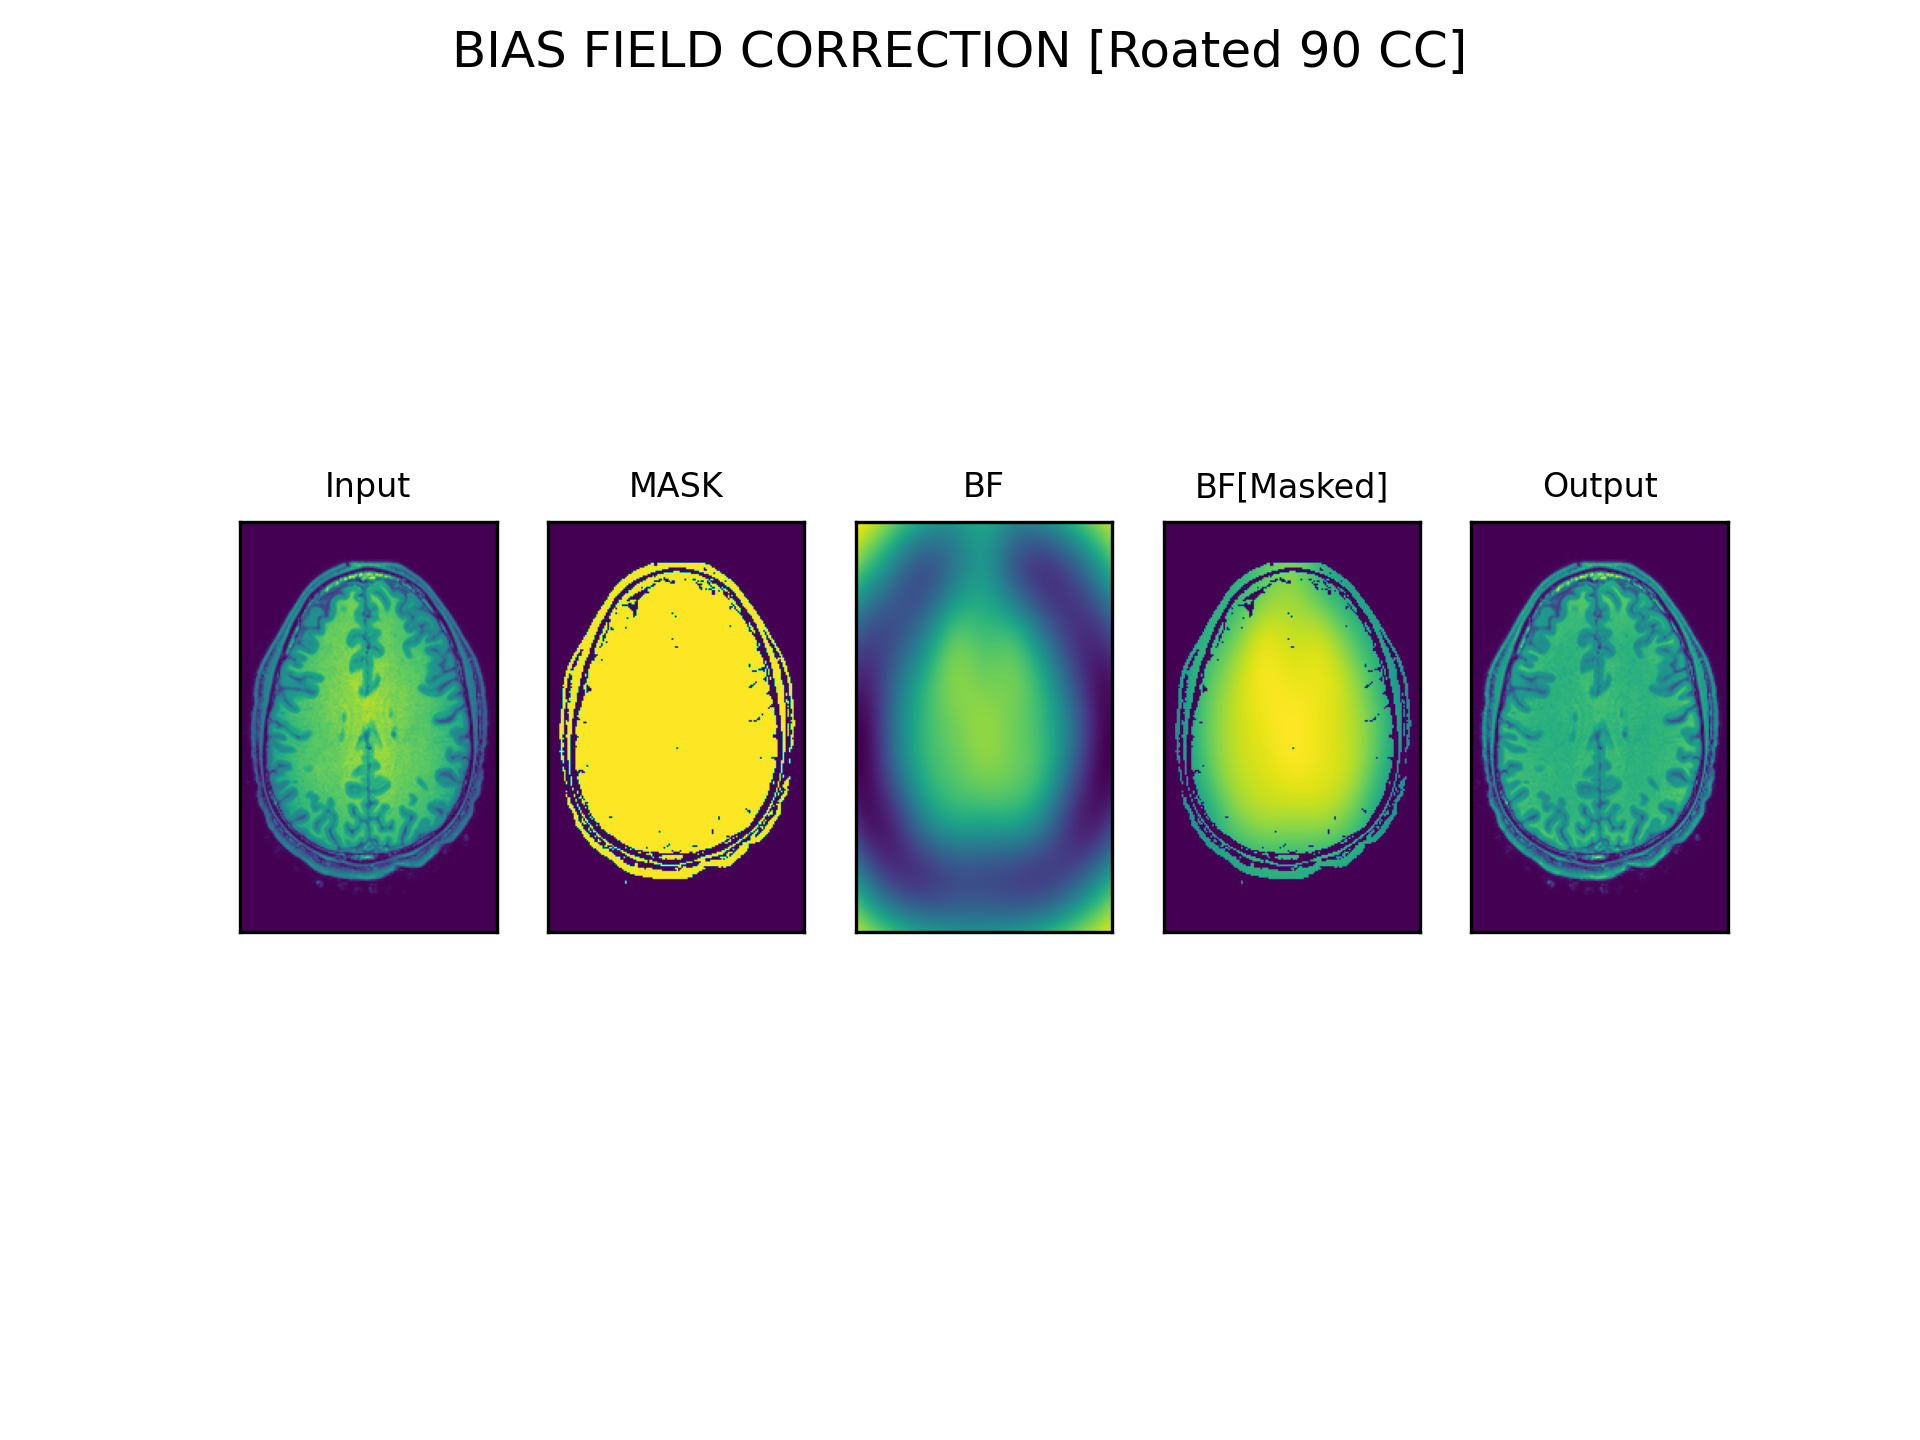 BIAS FIELD CORRECTION [Roated 90 CC]
Input
MASK
BF
BF[Masked]
Output